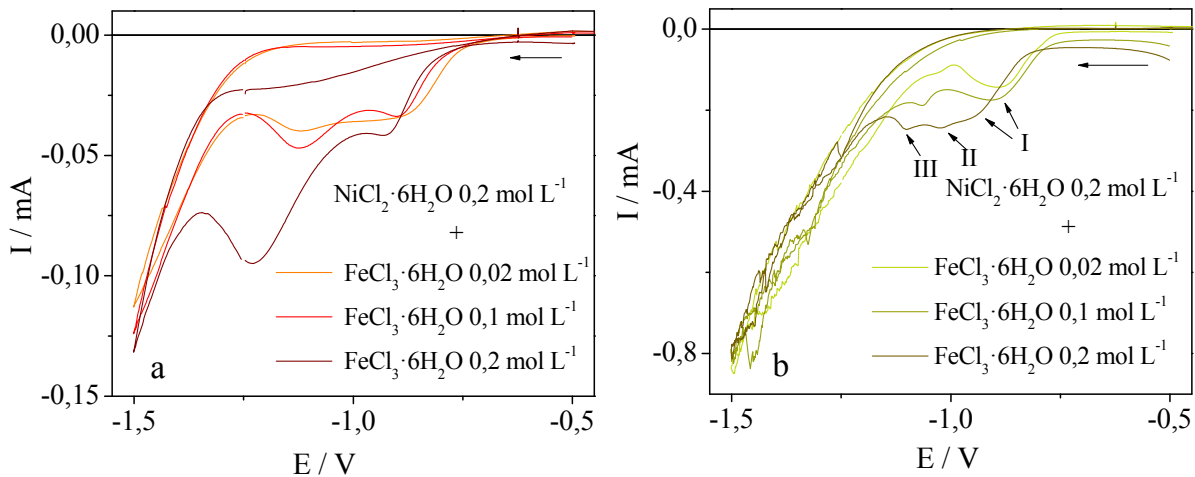 0,00
-0,05
-0,10
-0,15
I / mA
-1,5
-1,0
-0,5
E / V
NiCl₂·6H₂O 0,2 mol L⁻¹
+
FeCl₃·6H₂O 0,02 mol L⁻¹
FeCl₃·6H₂O 0,1 mol L⁻¹
FeCl₃·6H₂O 0,2 mol L⁻¹
a
0,0
-0,4
-0,8
I / mA
-1,5
-1,0
-0,5
E / V
III
II
I
NiCl₂·6H₂O 0,2 mol L⁻¹
+
FeCl₃·6H₂O 0,02 mol L⁻¹
FeCl₃·6H₂O 0,1 mol L⁻¹
FeCl₃·6H₂O 0,2 mol L⁻¹
b